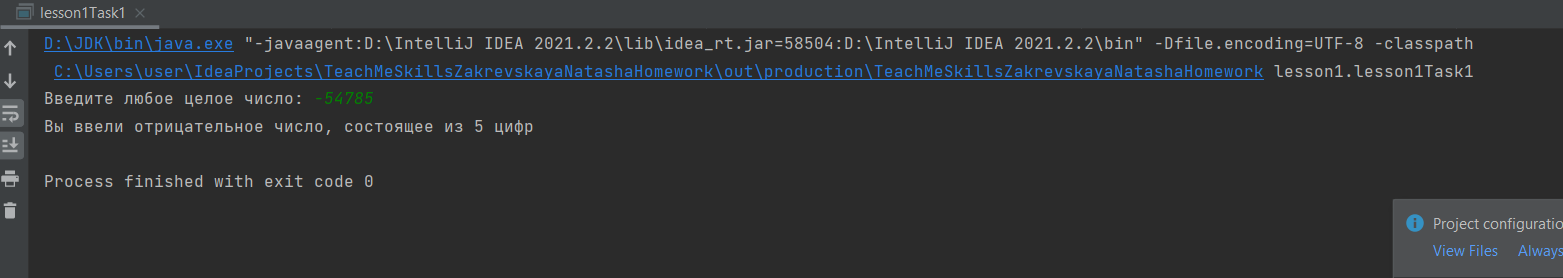 lesson1Task1
D:\JDK\bin\java.exe "-javaagent:D:\IntelliJ IDEA 2021.2.2\lib\idea_rt.jar=58504:D:\IntelliJ IDEA 2021.2.2\bin" -Dfile.encoding=UTF-8 -classpath
C:\Users\user\IdeaProjects\TeachMeSkillsZakrevskayaNatashaHomework\out\production\TeachMeSkillsZakrevskayaNatashaHomework lesson1.lesson1Task1
Введите любое целое число: -54785
Вы ввели отрицательное число, состоящее из 5 цифр
Process finished with exit code 0
Project configuratio
View Files Always